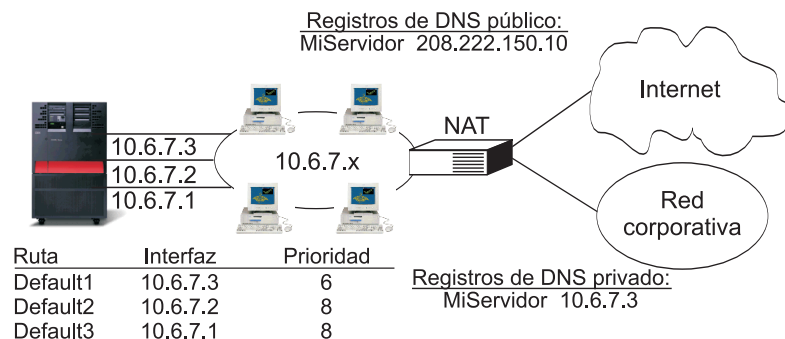 Registros de DNS público:
MiServidor 208.222.150.10
Internet
NAT
10.6.7.3
10.6.7.2
10.6.7.1
10.6.7.x
Red
corporativa
Ruta Interfaz Prioridad
Default1 10.6.7.3 6
Default2 10.6.7.2 8
Default3 10.6.7.1 8
Registros de DNS privado:
MiServidor 10.6.7.3